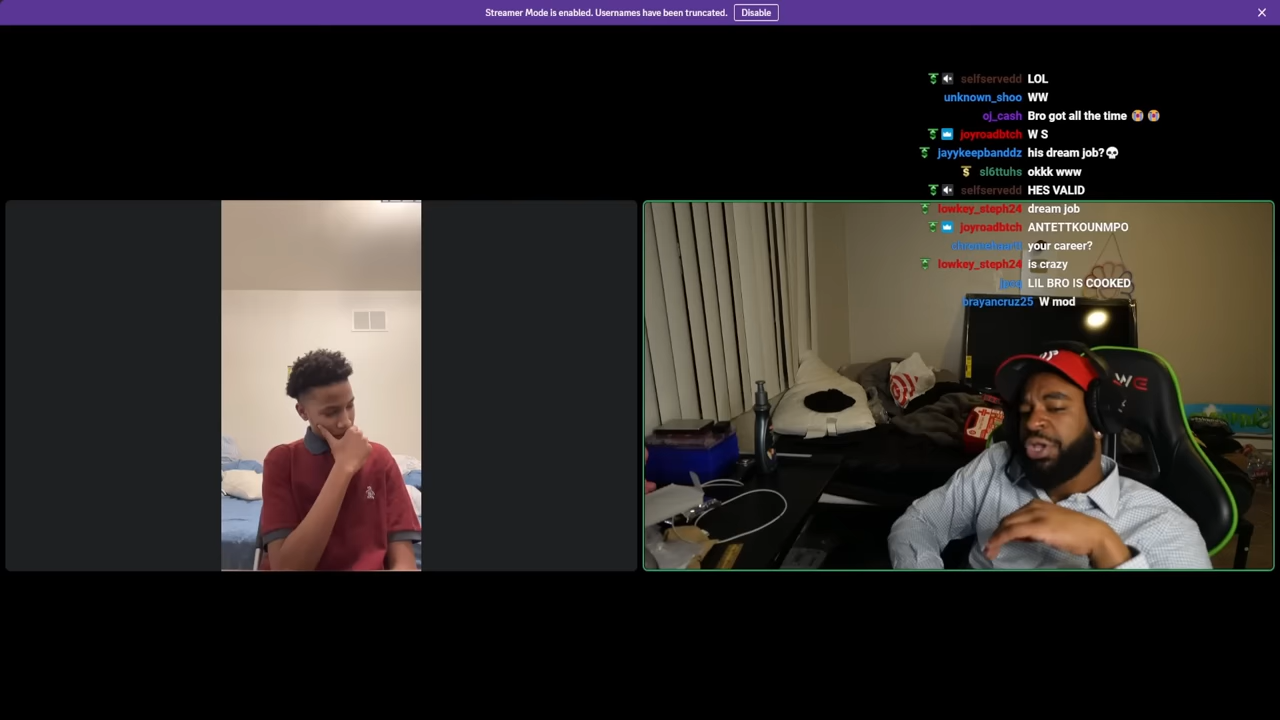 Streamer Mode is enabled. Usernames have been truncated. Disable
selfservedd LOL
unknown_shoo WW
oj_cash Bro got all the time 😭 😭
joyroadbtch W S
jayykeepbanddz his dream job?💀
sl6ttuhs okkk www
selfservedd HES VALID
lowkey_steph24 dream job
joyroadbtch ANTETTKOUNMPO
your career?
lowkey_steph24 is crazy
LIL BRO IS COOKED
brayancruz25 W mod